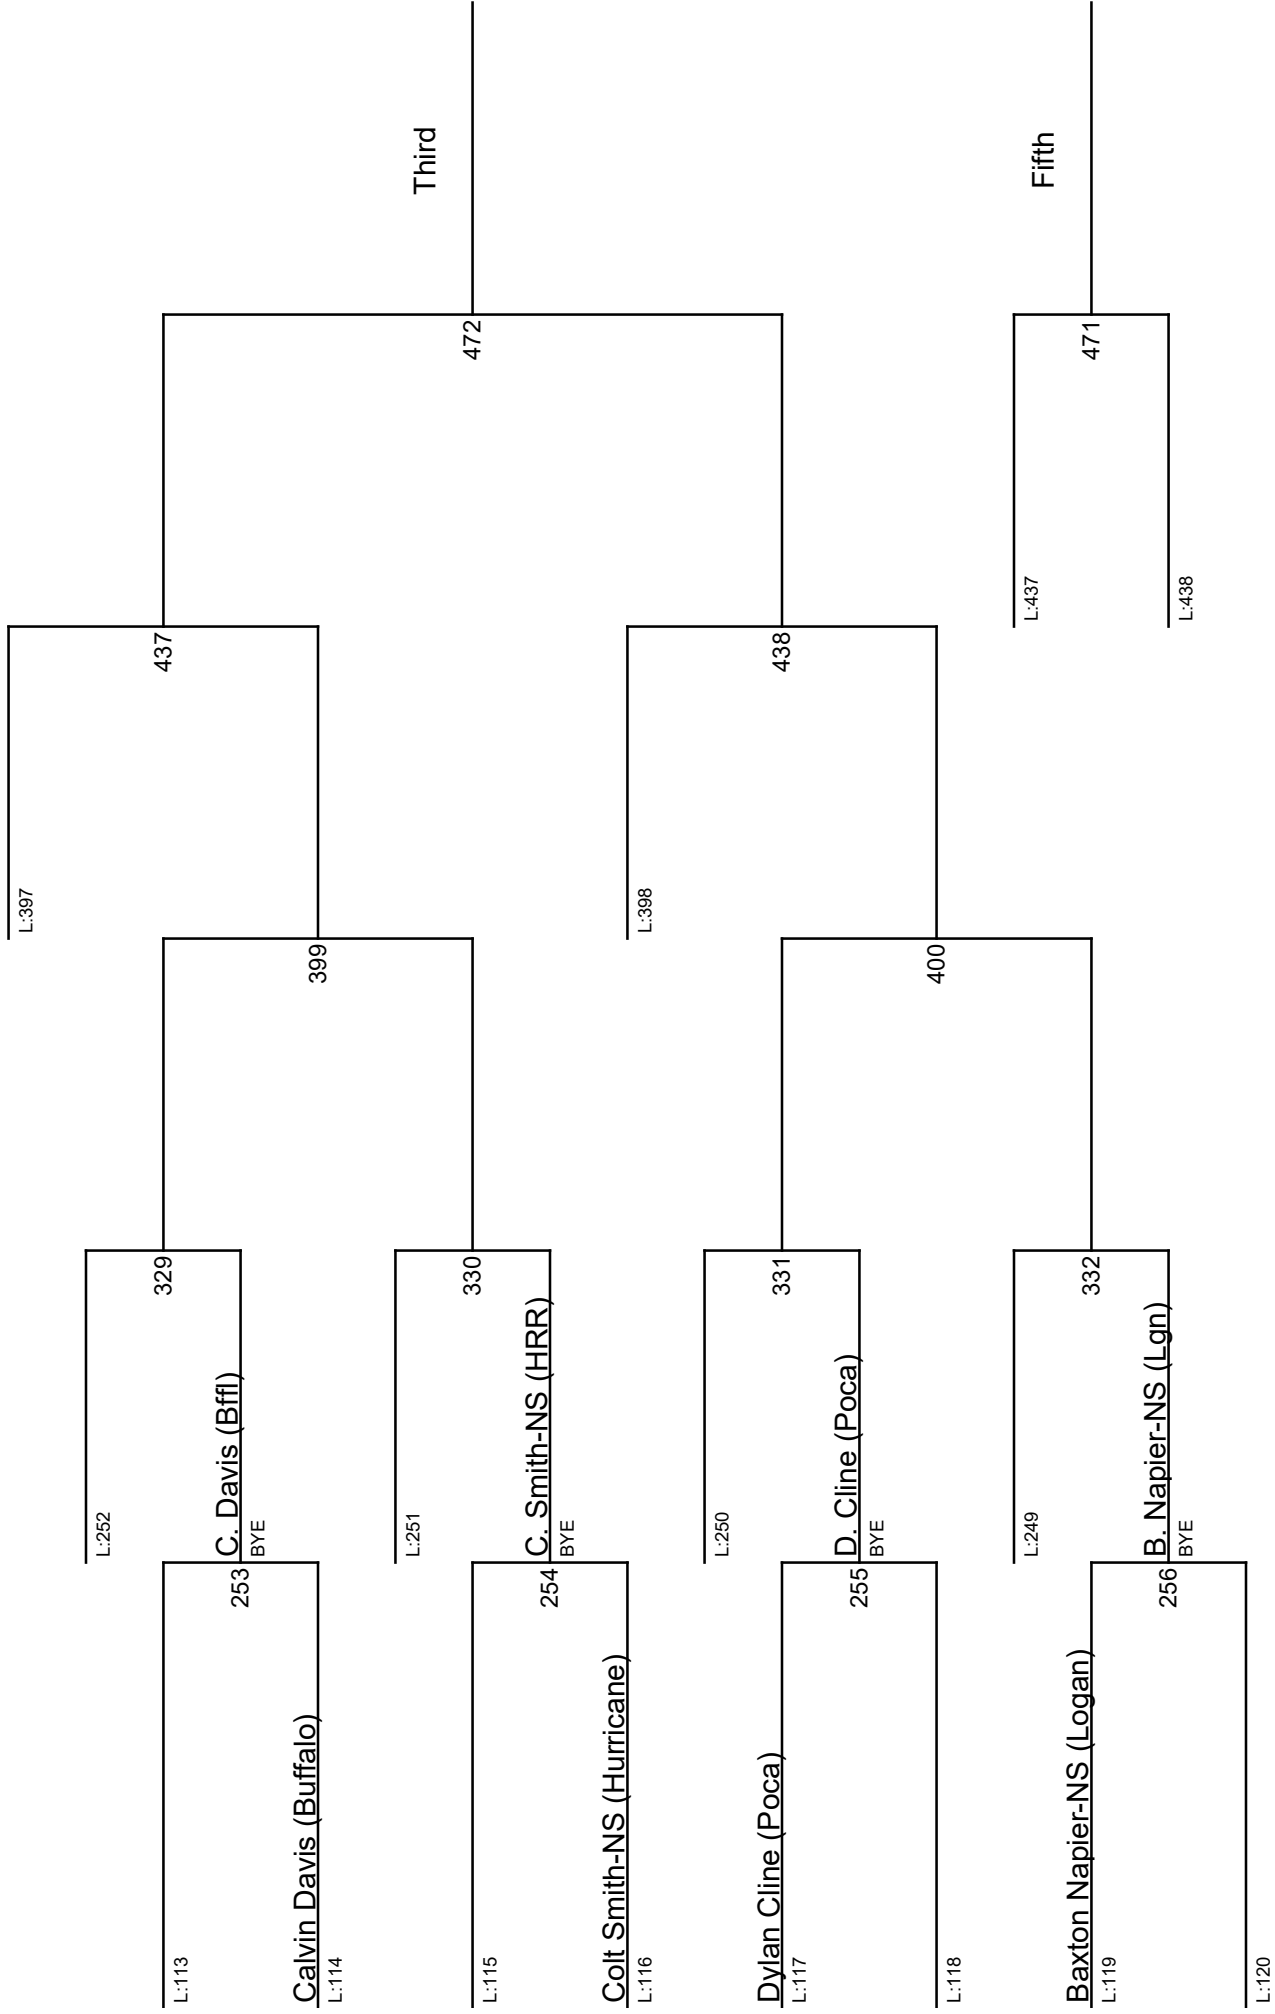 L:113
Calvin Davis (Buffalo)
L:114
L:115
Colt Smith-NS (Hurricane)
L:116
Dylan Cline (Poca)
L:117
L:118
Baxton Napier-NS (Logan)
L:119
L:120
253
254
255
256
L:252
C. Davis (Bffl)
BYE
L:251
C. Smith-NS (HRR)
BYE
L:250
D. Cline (Poca)
BYE
L:249
B. Napier-NS (Lgn)
BYE
329
330
331
332
399
400
L:397
L:398
437
438
L:437
L:438
472
471
Third
Fifth